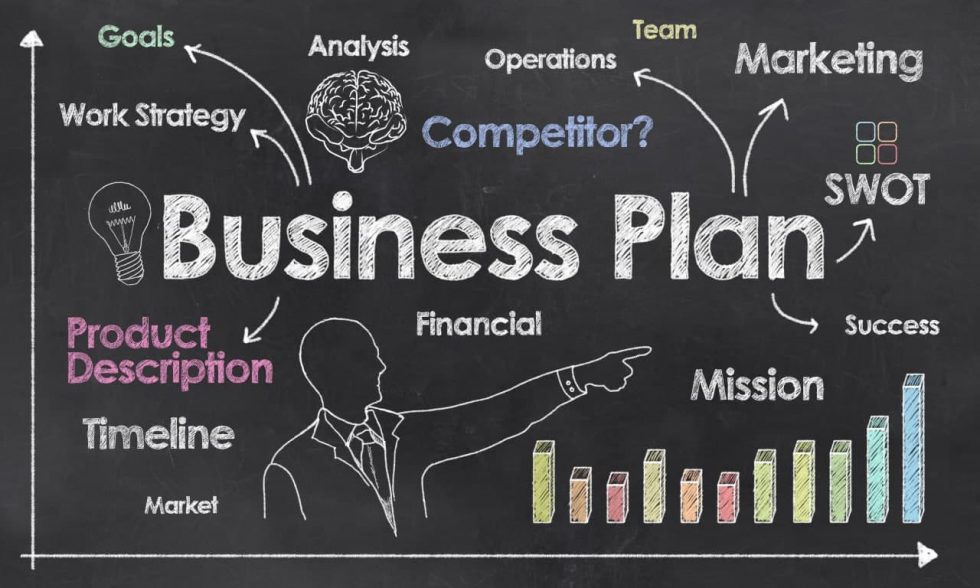 Goals
Team
Analysis
Operations
Marketing
Work Strategy
Competitor?
SWOT
Business Plan
Product
Description
Financial
Success
Mission
Timeline
Market